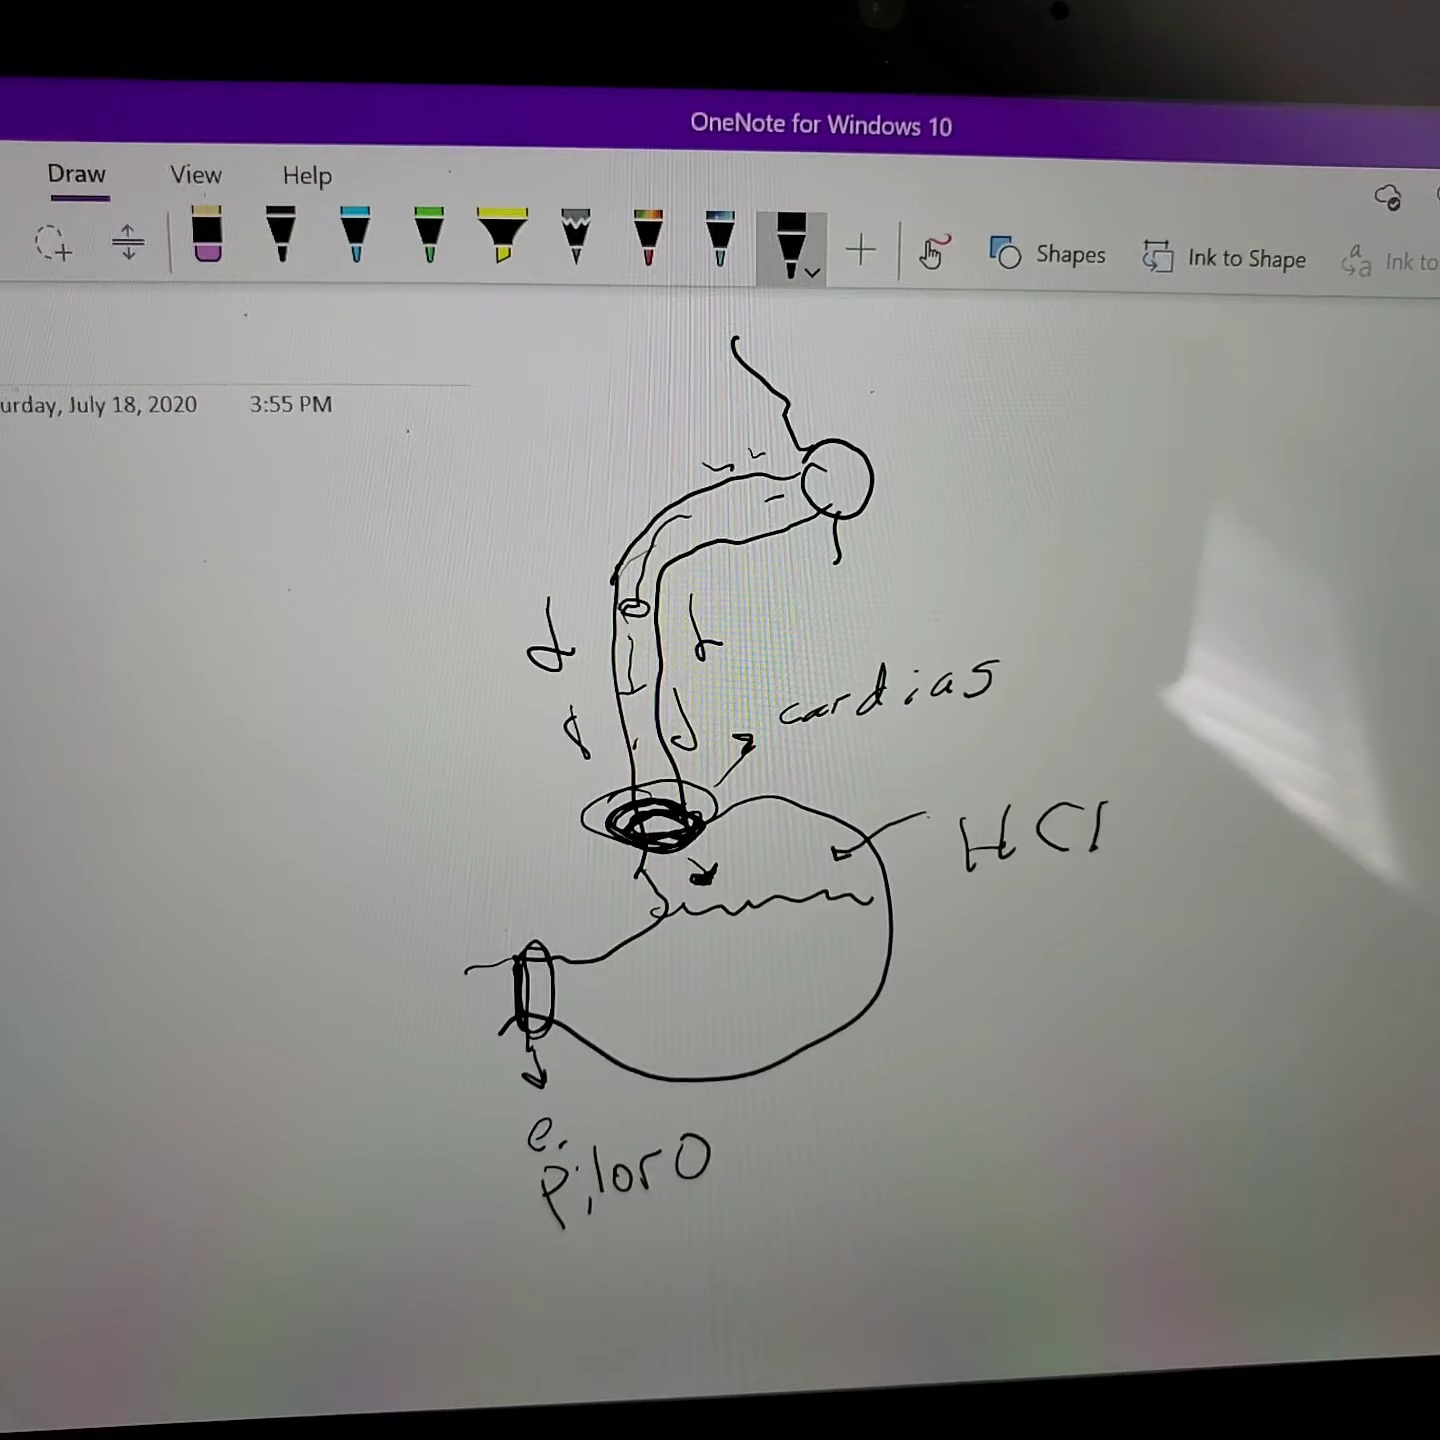 OneNote for Windows 10
Draw View Help
Shapes Ink to Shape Ink to
urday, July 18, 2020 3:55 PM
cardias
HCl
e.
piloro